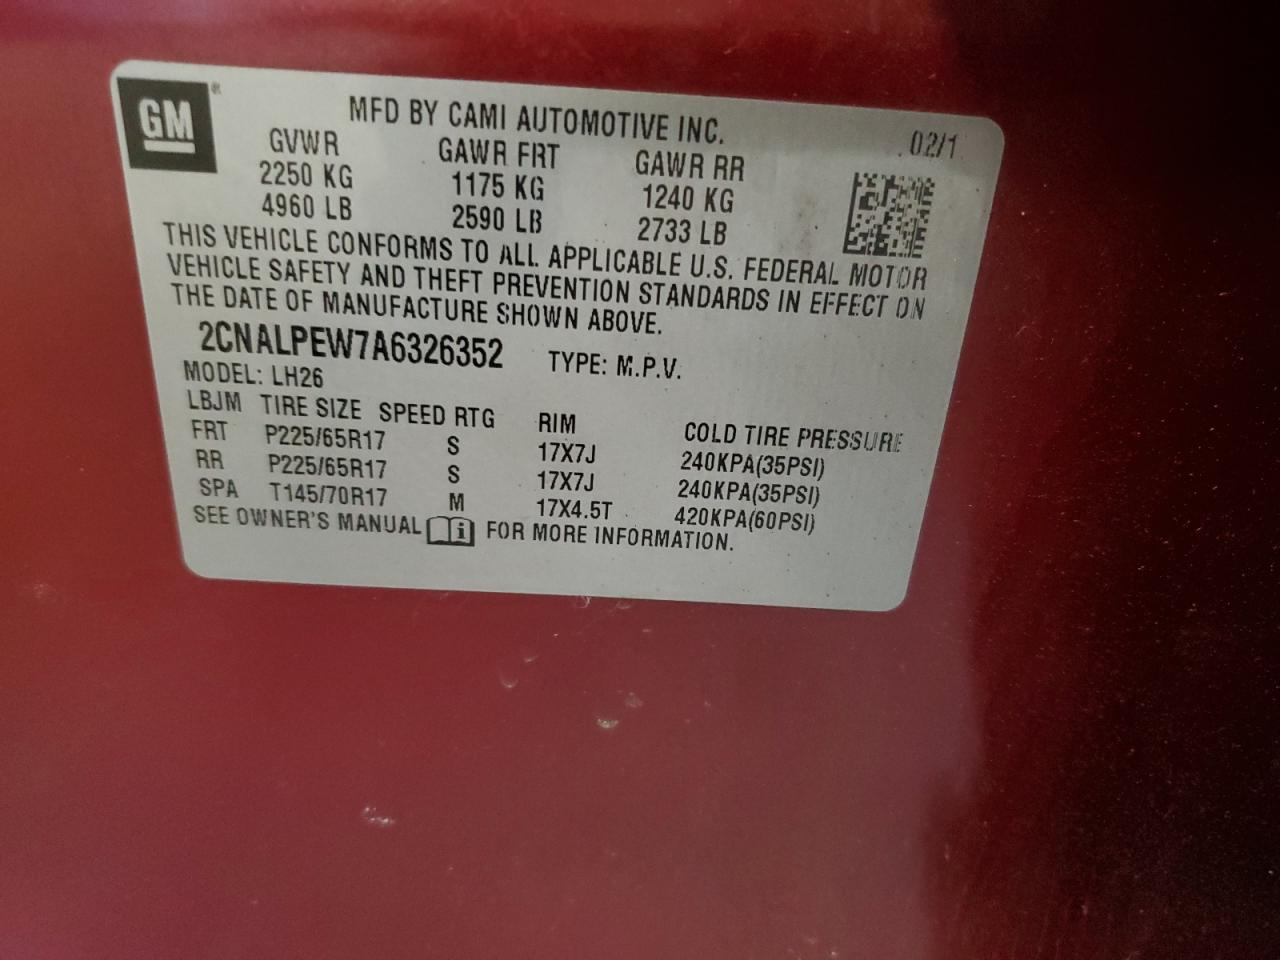 GM ®
MFD BY CAMI AUTOMOTIVE INC.
02/1
GVWR GAWR FRT GAWR RR
2250 KG 1175 KG 1240 KG
4960 LB 2590 LB 2733 LB
THIS VEHICLE CONFORMS TO ALL APPLICABLE U.S. FEDERAL MOTOR
VEHICLE SAFETY AND THEFT PREVENTION STANDARDS IN EFFECT ON
THE DATE OF MANUFACTURE SHOWN ABOVE.
2CNALPEW7A6326352 TYPE: M.P.V.
MODEL: LH26
LBJM TIRE SIZE SPEED RTG RIM COLD TIRE PRESSURE
FRT P225/65R17 S 17X7J 240KPA(35PSI)
RR P225/65R17 S 17X7J 240KPA(35PSI)
SPA T145/70R17 M 17X4.5T 420KPA(60PSI)
SEE OWNER'S MANUAL i FOR MORE INFORMATION.